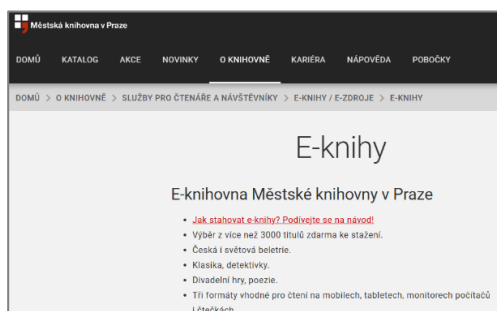 Městská knihovna v Praze
DOMŮ KATALOG AKCE NOVINKY O KNIHOVNĚ KARIÉRA NÁPOVĚDA POBOČKY
DOMŮ > O KNIHOVNĚ > SLUŽBY PRO ČTENÁŘE A NÁVŠTĚVNÍKY > E-KNIHY / E-ZDROJE > E-KNIHY
E-knihy
E-knihovna Městské knihovny v Praze
• Jak stahovat e-knihy? Podívejte se na návod!
• Výběr z více než 3000 titulů zdarma ke stažení.
• Česká i světová beletrie.
• Klasika, detektivky.
• Divadelní hry, poezie.
• Tři formáty vhodné pro čtení na mobilech, tabletech, monitorech počítačů
i čtečkách.